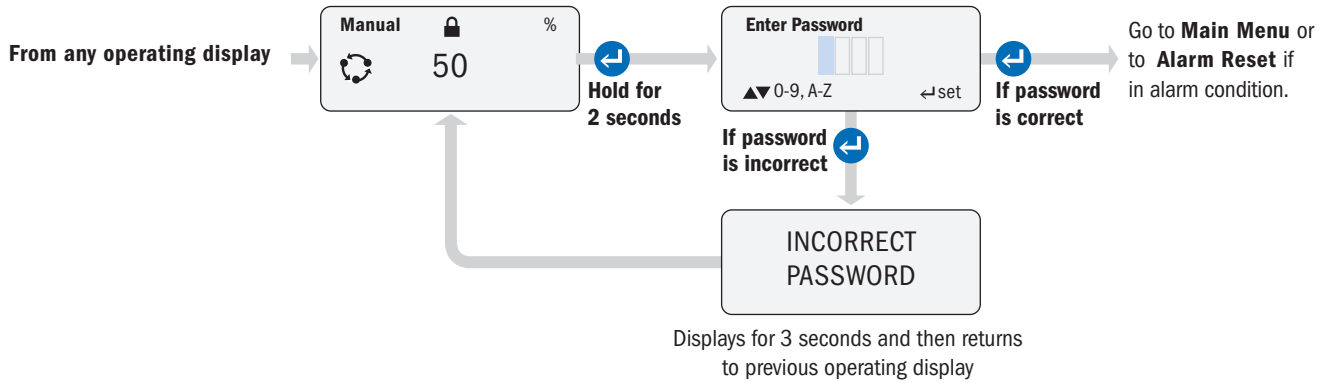 From any operating display
Manual %
50
Hold for
2 seconds
Enter Password
▲▼ 0-9, A-Z ↵ set
If password
is correct
Go to Main Menu or
to Alarm Reset if
in alarm condition.
If password
is incorrect
INCORRECT
PASSWORD
Displays for 3 seconds and then returns
to previous operating display